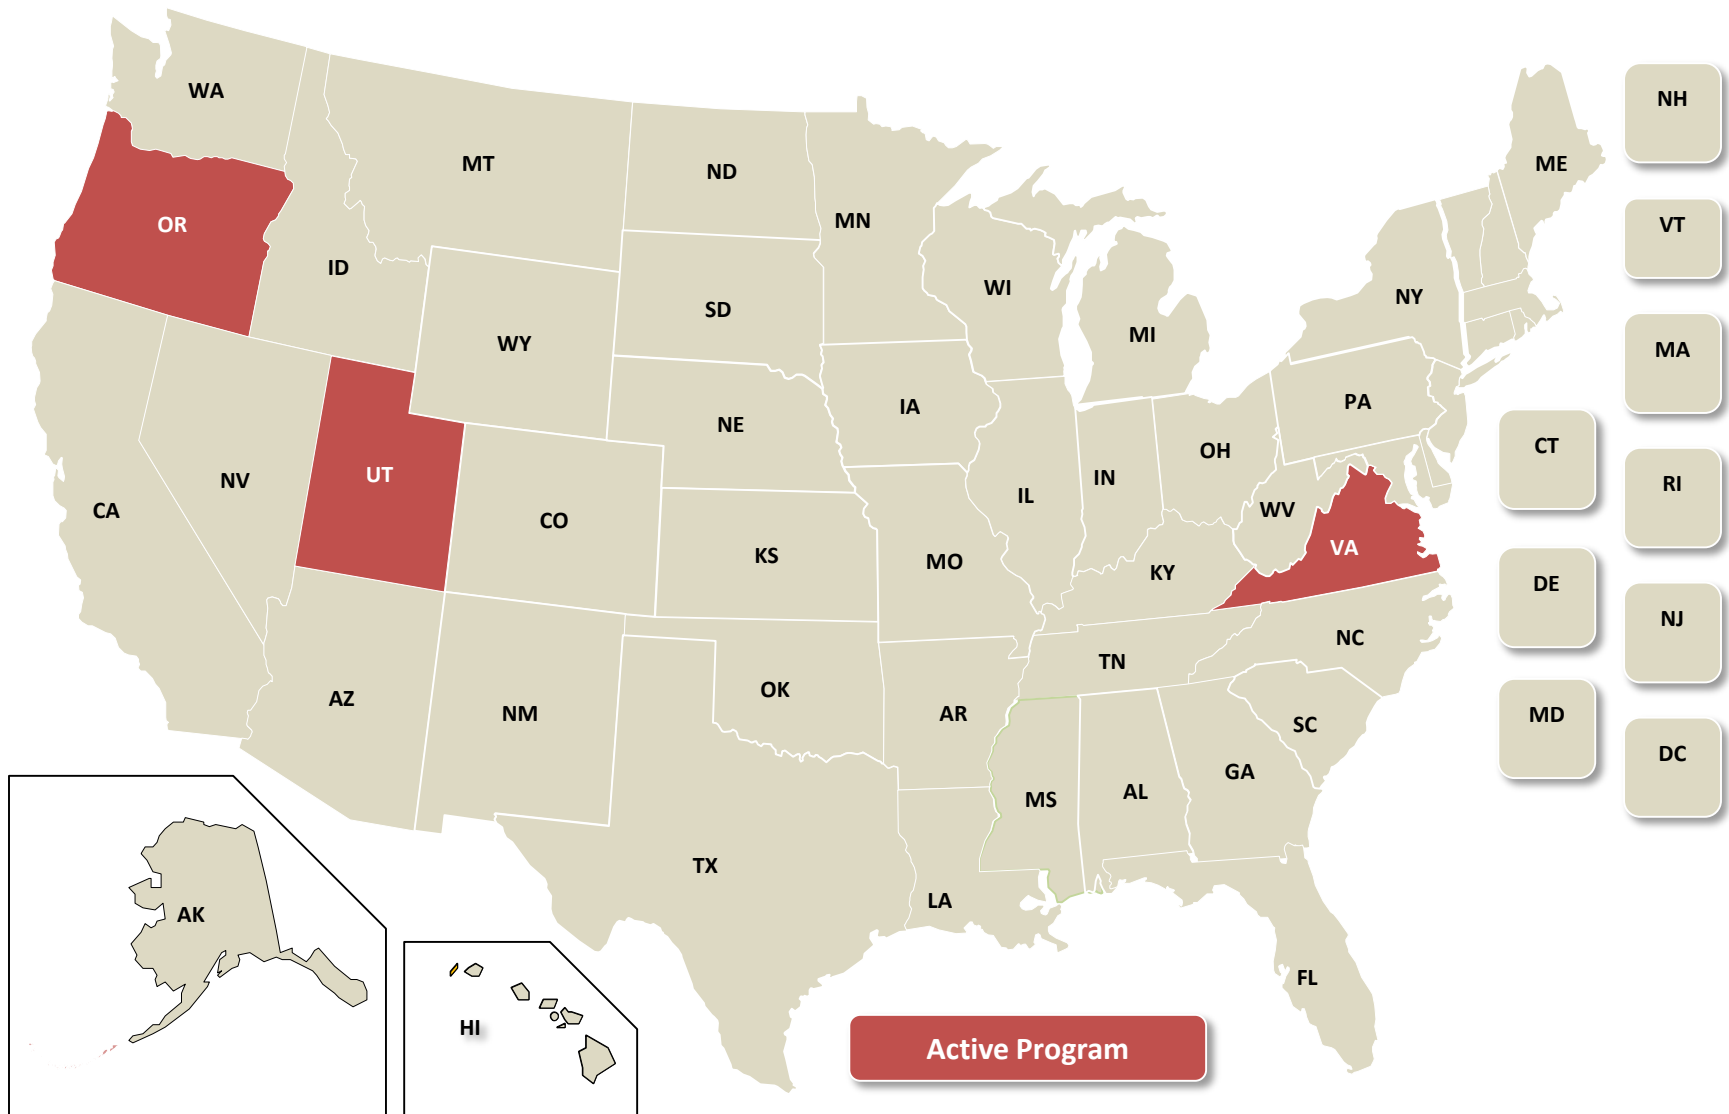 WA
MT
ND
MN
OR
ID
SD
WI
WY
MI
NY
ME
NH
VT
MA
NE
IA
PA
CT
OH
RI
NV
UT
CA
CO
KS
MO
IL
IN
WV
VA
KY
DE
NJ
NC
TN
AZ
NM
OK
AR
SC
MD
DC
GA
AL
MS
TX
LA
AK
FL
HI
Active Program